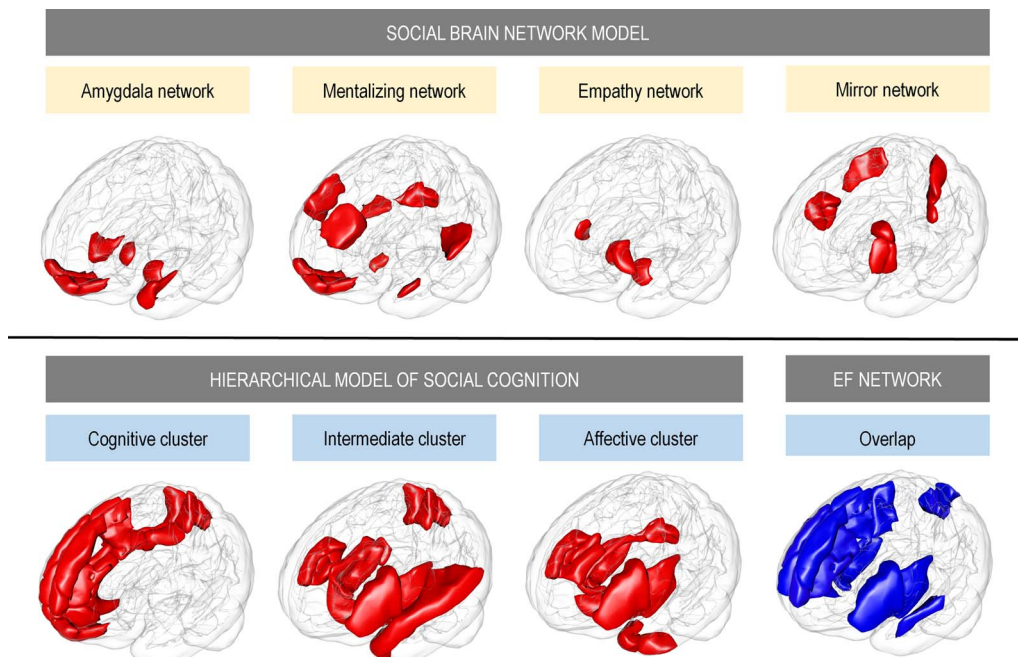 SOCIAL BRAIN NETWORK MODEL
Amygdala network
Mentalizing network
Empathy network
Mirror network
HIERARCHICAL MODEL OF SOCIAL COGNITION
EF NETWORK
Cognitive cluster
Intermediate cluster
Affective cluster
Overlap